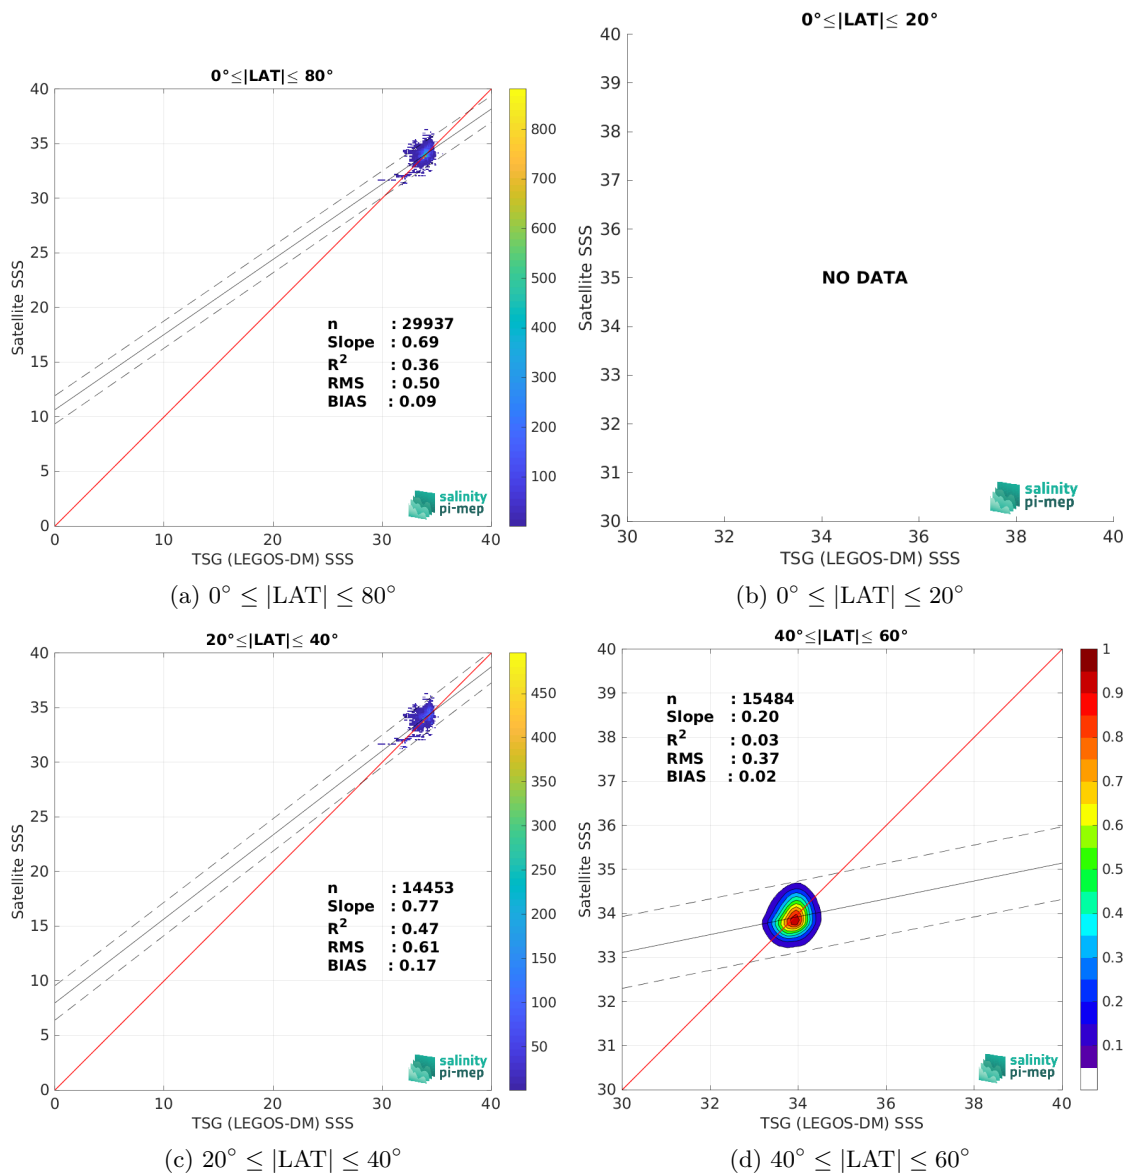 0°≤|LAT|≤ 80°
40
35
30
25
20
15
10
5
0
0
10
20
30
40
Satellite SSS
TSG (LEGOS-DM) SSS
n : 29937
Slope : 0.69
R² : 0.36
RMS : 0.50
BIAS : 0.09
salinity
pi-mep
800
700
600
500
400
300
200
100
(a) 0° ≤ |LAT| ≤ 80°
0°≤|LAT|≤ 20°
40
39
38
37
36
35
34
33
32
31
30
30
32
34
36
38
40
Satellite SSS
TSG (LEGOS-DM) SSS
NO DATA
salinity
pi-mep
(b) 0° ≤ |LAT| ≤ 20°
20°≤|LAT|≤ 40°
40
35
30
25
20
15
10
5
0
0
10
20
30
40
Satellite SSS
TSG (LEGOS-DM) SSS
n : 14453
Slope : 0.77
R² : 0.47
RMS : 0.61
BIAS : 0.17
salinity
pi-mep
450
400
350
300
250
200
150
100
50
(c) 20° ≤ |LAT| ≤ 40°
40°≤|LAT|≤ 60°
40
39
38
37
36
35
34
33
32
31
30
30
32
34
36
38
40
Satellite SSS
TSG (LEGOS-DM) SSS
n : 15484
Slope : 0.20
R² : 0.03
RMS : 0.37
BIAS : 0.02
salinity
pi-mep
1
0.9
0.8
0.7
0.6
0.5
0.4
0.3
0.2
0.1
(d) 40° ≤ |LAT| ≤ 60°